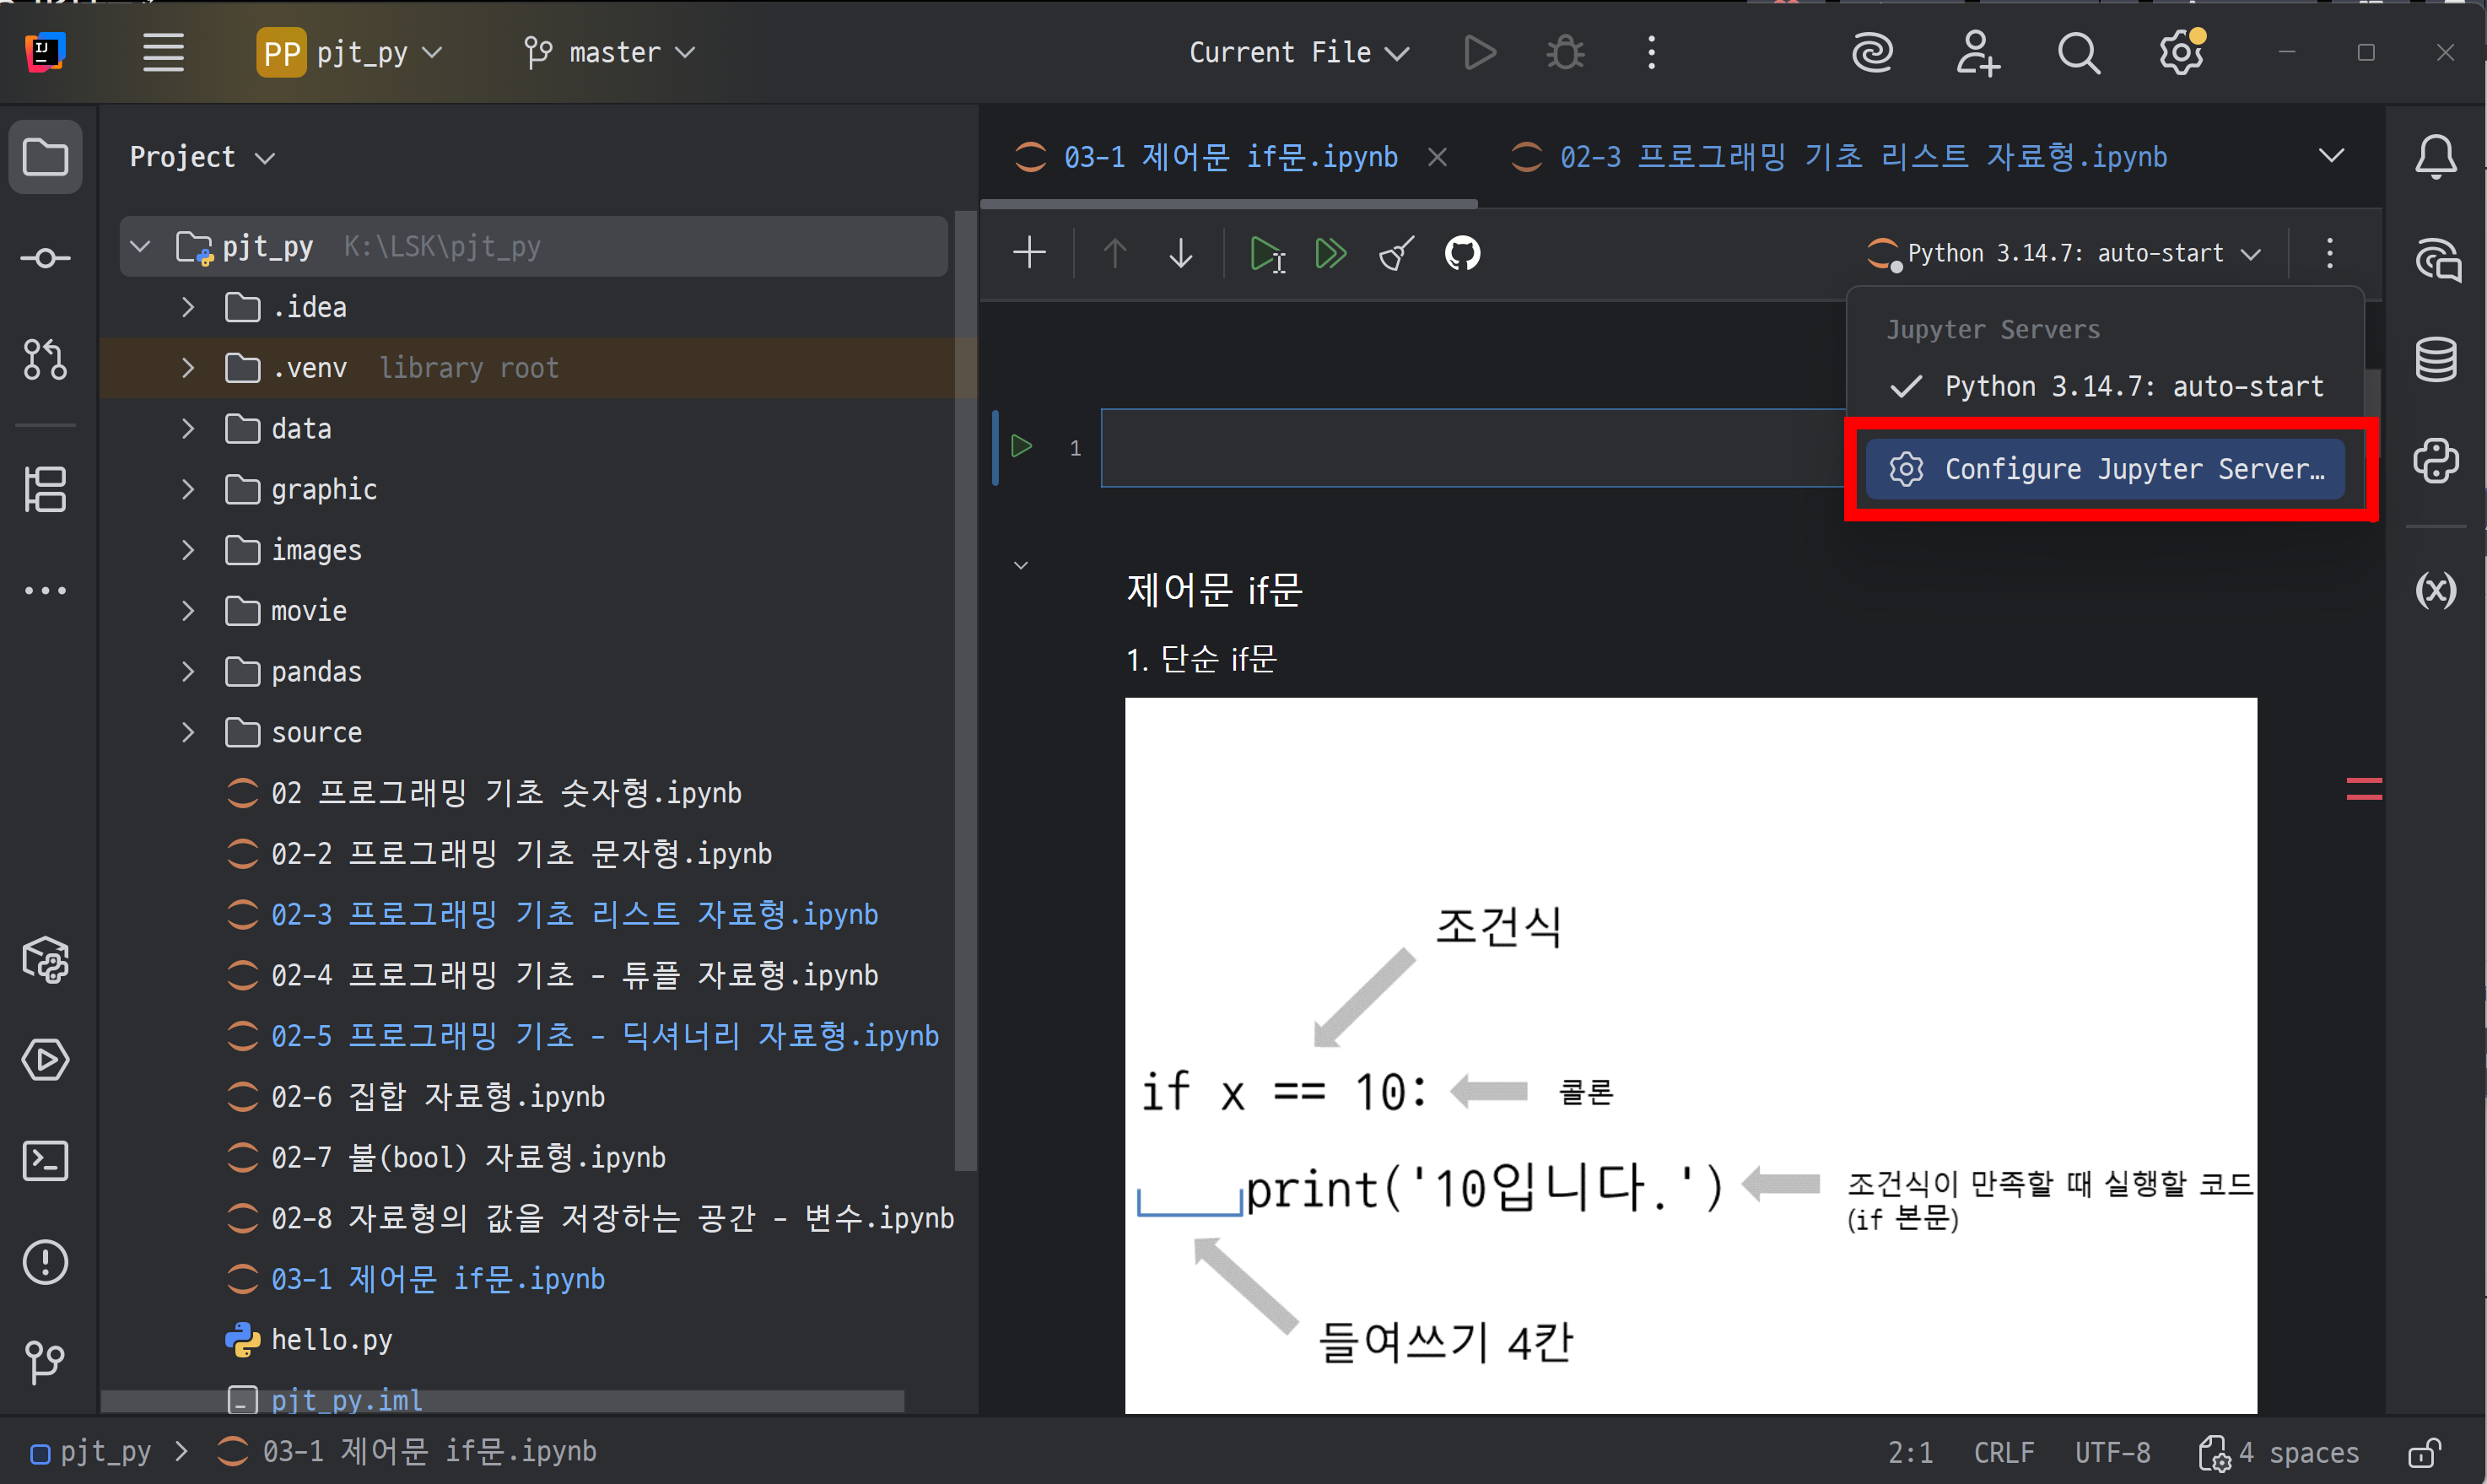 IJ
PP pjt_py
master
Current File
Project
03-1 제어문 if문.ipynb
02-3 프로그래밍 기초 리스트 자료형.ipynb
pjt_py K:\LSK\pjt_py
.idea
.venv library root
data
graphic
images
movie
pandas
source
02 프로그래밍 기초 숫자형.ipynb
02-2 프로그래밍 기초 문자형.ipynb
02-3 프로그래밍 기초 리스트 자료형.ipynb
02-4 프로그래밍 기초 - 튜플 자료형.ipynb
02-5 프로그래밍 기초 - 딕셔너리 자료형.ipynb
02-6 집합 자료형.ipynb
02-7 불(bool) 자료형.ipynb
02-8 자료형의 값을 저장하는 공간 - 변수.ipynb
03-1 제어문 if문.ipynb
hello.py
pjt_py.iml
Python 3.14.7: auto-start
Jupyter Servers
Python 3.14.7: auto-start
Configure Jupyter Server…
1
제어문 if문
1. 단순 if문
조건식
if x == 10:
콜론
print('10입니다.')
조건식이 만족할 때 실행할 코드
(if 본문)
들여쓰기 4칸
pjt_py
03-1 제어문 if문.ipynb
2:1
CRLF
UTF-8
4 spaces